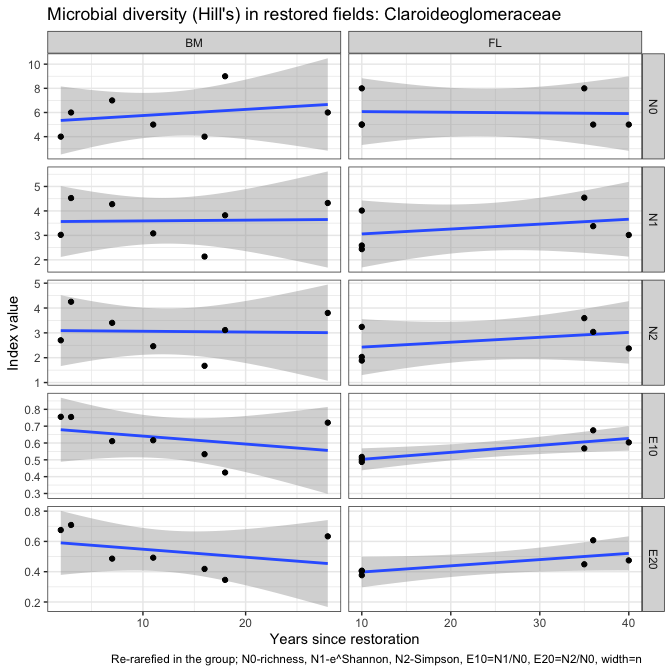 Microbial diversity (Hill's) in restored fields: Claroideoglomeraceae
BM
FL
10
8
6
4
N0
5
4
3
2
N1
Index value
5
4
3
2
1
N2
0.8
0.7
0.6
0.5
0.4
0.3
E10
0.8
0.6
0.4
0.2
E20
10
20
10
20
30
40
Years since restoration
Re-rarefied in the group; N0-richness, N1-e^Shannon, N2-Simpson, E10=N1/N0, E20=N2/N0, width=n